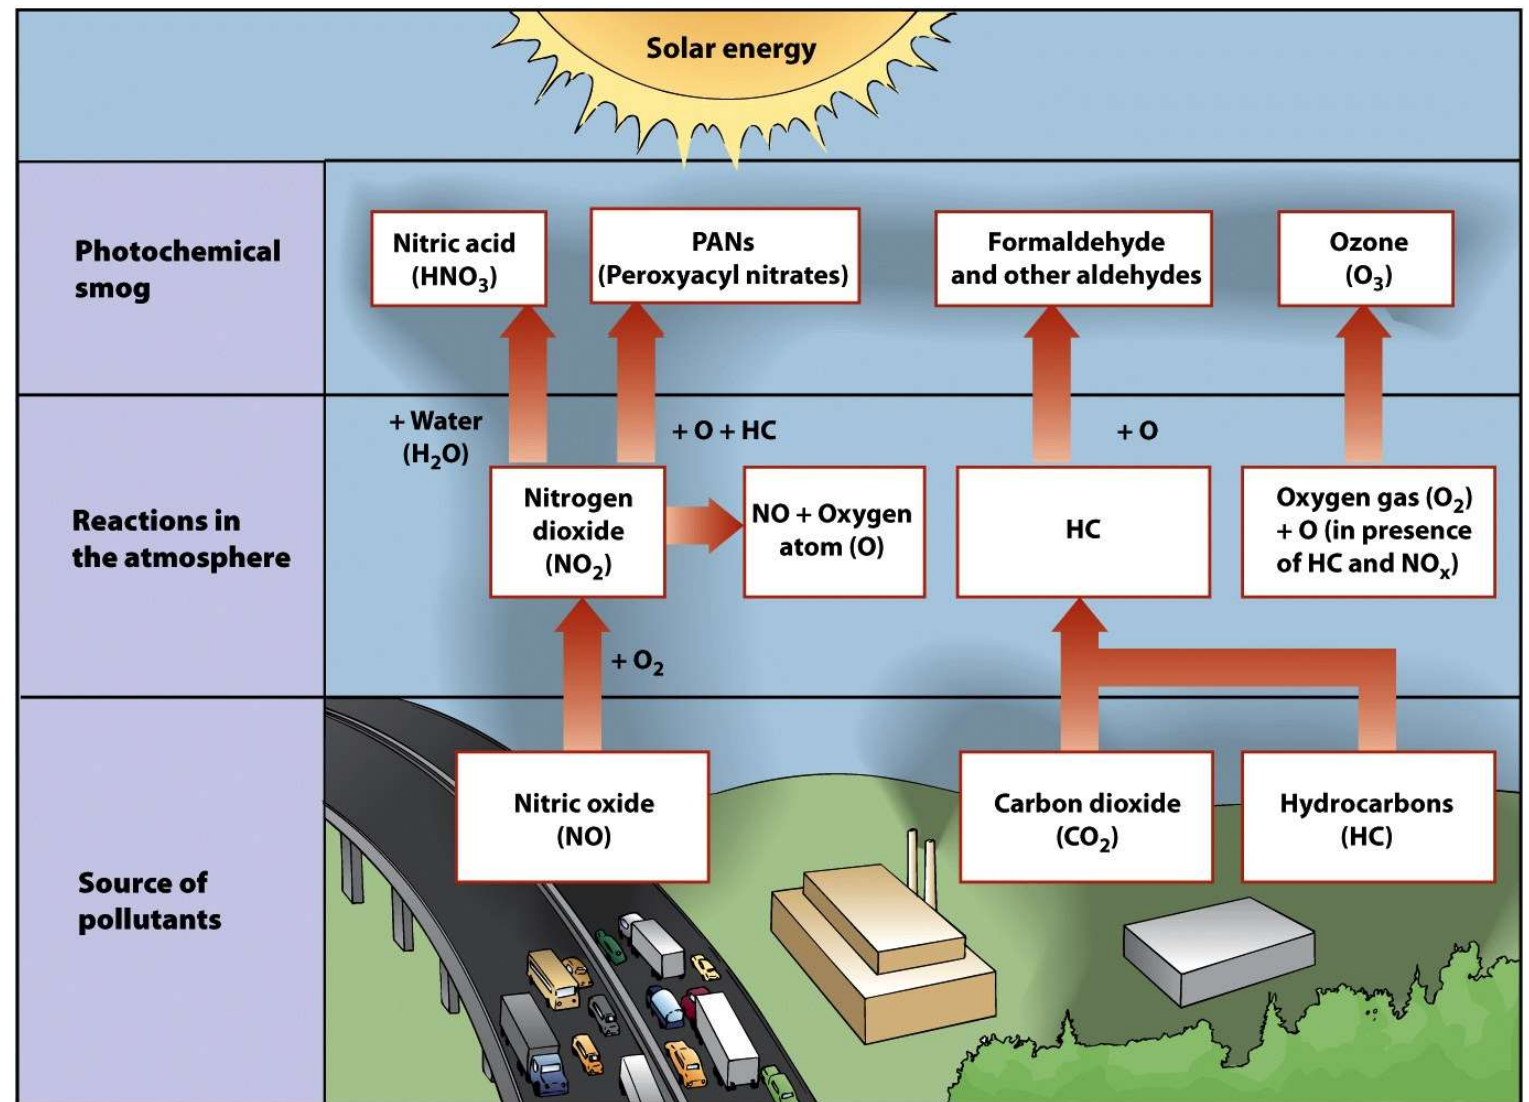 Solar energy
Photochemical
smog
Nitric acid
(HNO₃)
PANs
(Peroxyacyl nitrates)
Formaldehyde
and other aldehydes
Ozone
(O₃)
Reactions in
the atmosphere
+ Water
(H₂O)
+ O + HC
+ O
Nitrogen
dioxide
(NO₂)
NO + Oxygen
atom (O)
HC
Oxygen gas (O₂)
+ O (in presence
of HC and NOₓ)
+ O₂
Source of
pollutants
Nitric oxide
(NO)
Carbon dioxide
(CO₂)
Hydrocarbons
(HC)